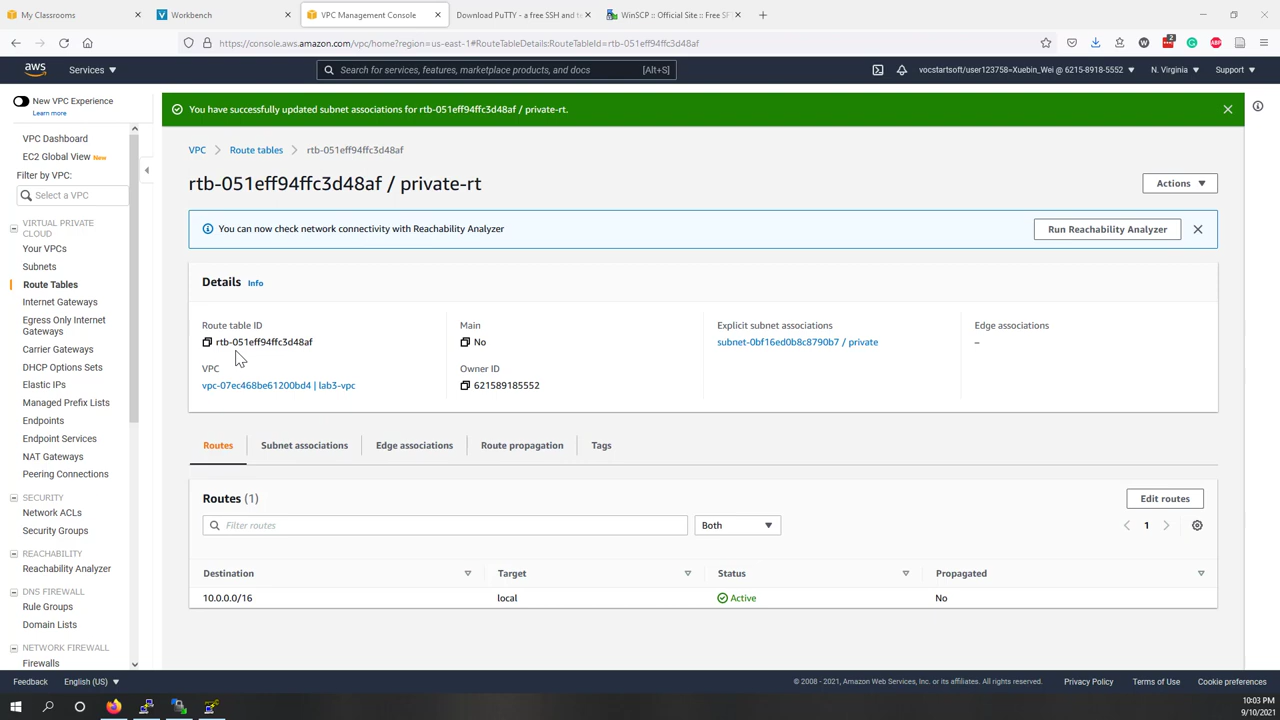 My Classrooms
Workbench
VPC Management Console
Download PuTTY - a free SSH and te
WinSCP :: Official Site :: Free SF
https://console.aws.amazon.com/vpc/home?region=us-east-1#RouteTableDetails:RouteTableId=rtb-051eff94ffc3d48af
aws
Services
Search for services, features, marketplace products, and docs
[Alt+S]
vocstartsoft/user123758=Xuebin_Wei @ 6215-8918-5552
N. Virginia
Support
New VPC Experience
Learn more
You have successfully updated subnet associations for rtb-051eff94ffc3d48af / private-rt.
VPC Dashboard
EC2 Global View New
Filter by VPC:
Select a VPC
VIRTUAL PRIVATE
CLOUD
Your VPCs
Subnets
Route Tables
Internet Gateways
Egress Only Internet
Gateways
Carrier Gateways
DHCP Options Sets
Elastic IPs
Managed Prefix Lists
Endpoints
Endpoint Services
NAT Gateways
Peering Connections
SECURITY
Network ACLs
Security Groups
REACHABILITY
Reachability Analyzer
DNS FIREWALL
Rule Groups
Domain Lists
NETWORK FIREWALL
Firewalls
VPC
Route tables
rtb-051eff94ffc3d48af
rtb-051eff94ffc3d48af / private-rt
Actions
You can now check network connectivity with Reachability Analyzer
Run Reachability Analyzer
Details Info
Route table ID
rtb-051eff94ffc3d48af
Main
No
Explicit subnet associations
subnet-0bf16ed0b8c8790b7 / private
Edge associations
–
VPC
vpc-07ec468be61200bd4 | lab3-vpc
Owner ID
621589185552
Routes
Subnet associations
Edge associations
Route propagation
Tags
Routes (1)
Edit routes
Filter routes
Both
1
Destination
Target
Status
Propagated
10.0.0.0/16
local
Active
No
Feedback
English (US)
© 2008 - 2021, Amazon Web Services, Inc. or its affiliates. All rights reserved.
Privacy Policy
Terms of Use
Cookie preferences
10:03 PM
9/10/2021